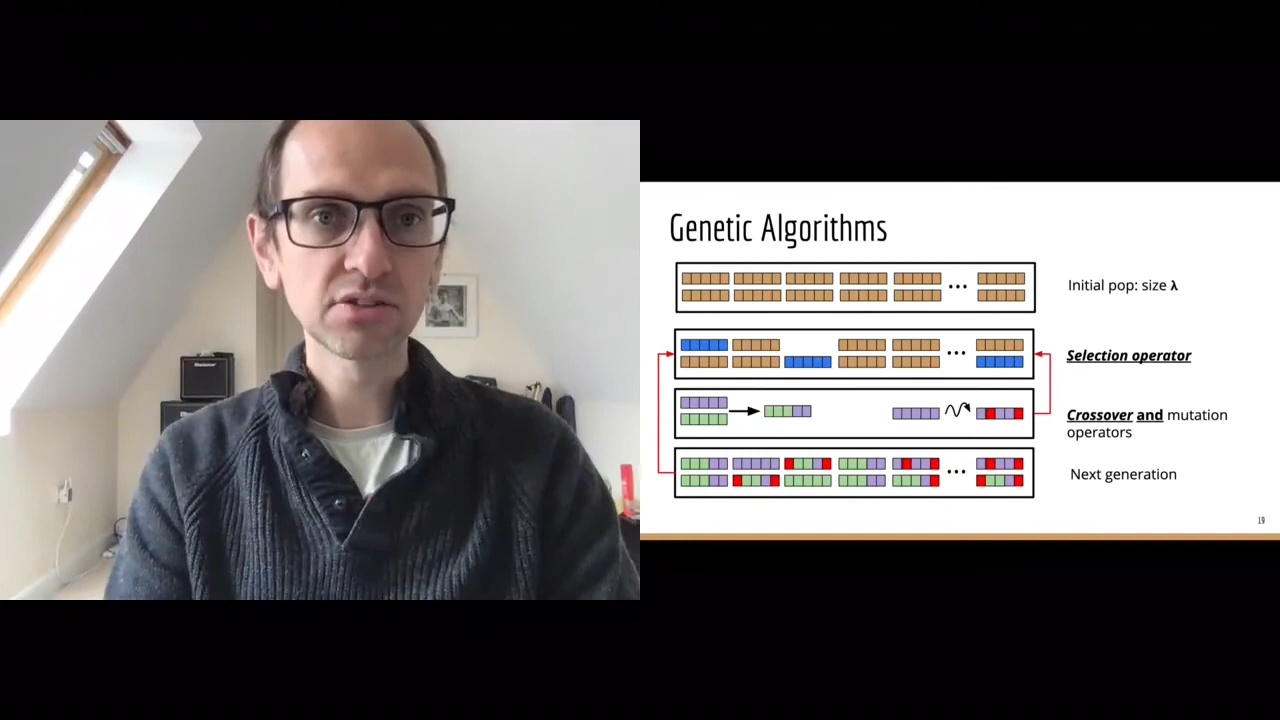 Genetic Algorithms
Initial pop: size λ
Selection operator
Crossover and mutation
operators
Next generation
19